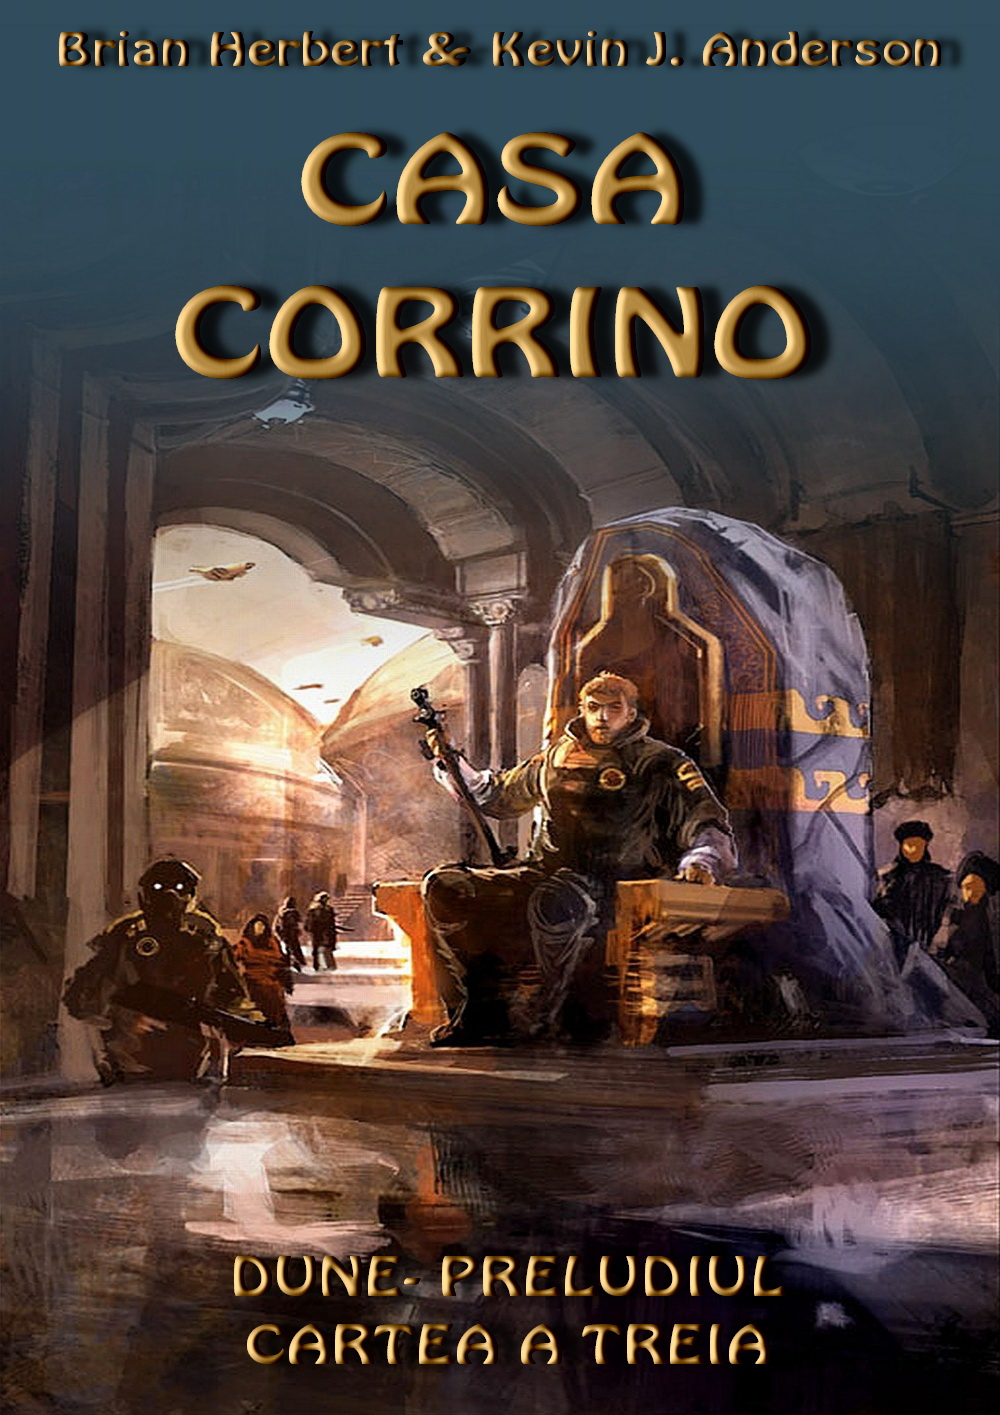 Brian Herbert & Kevin J. Anderson
CASA
CORRINO
DUNE- PRELUDIUL
CARTEA A TREIA